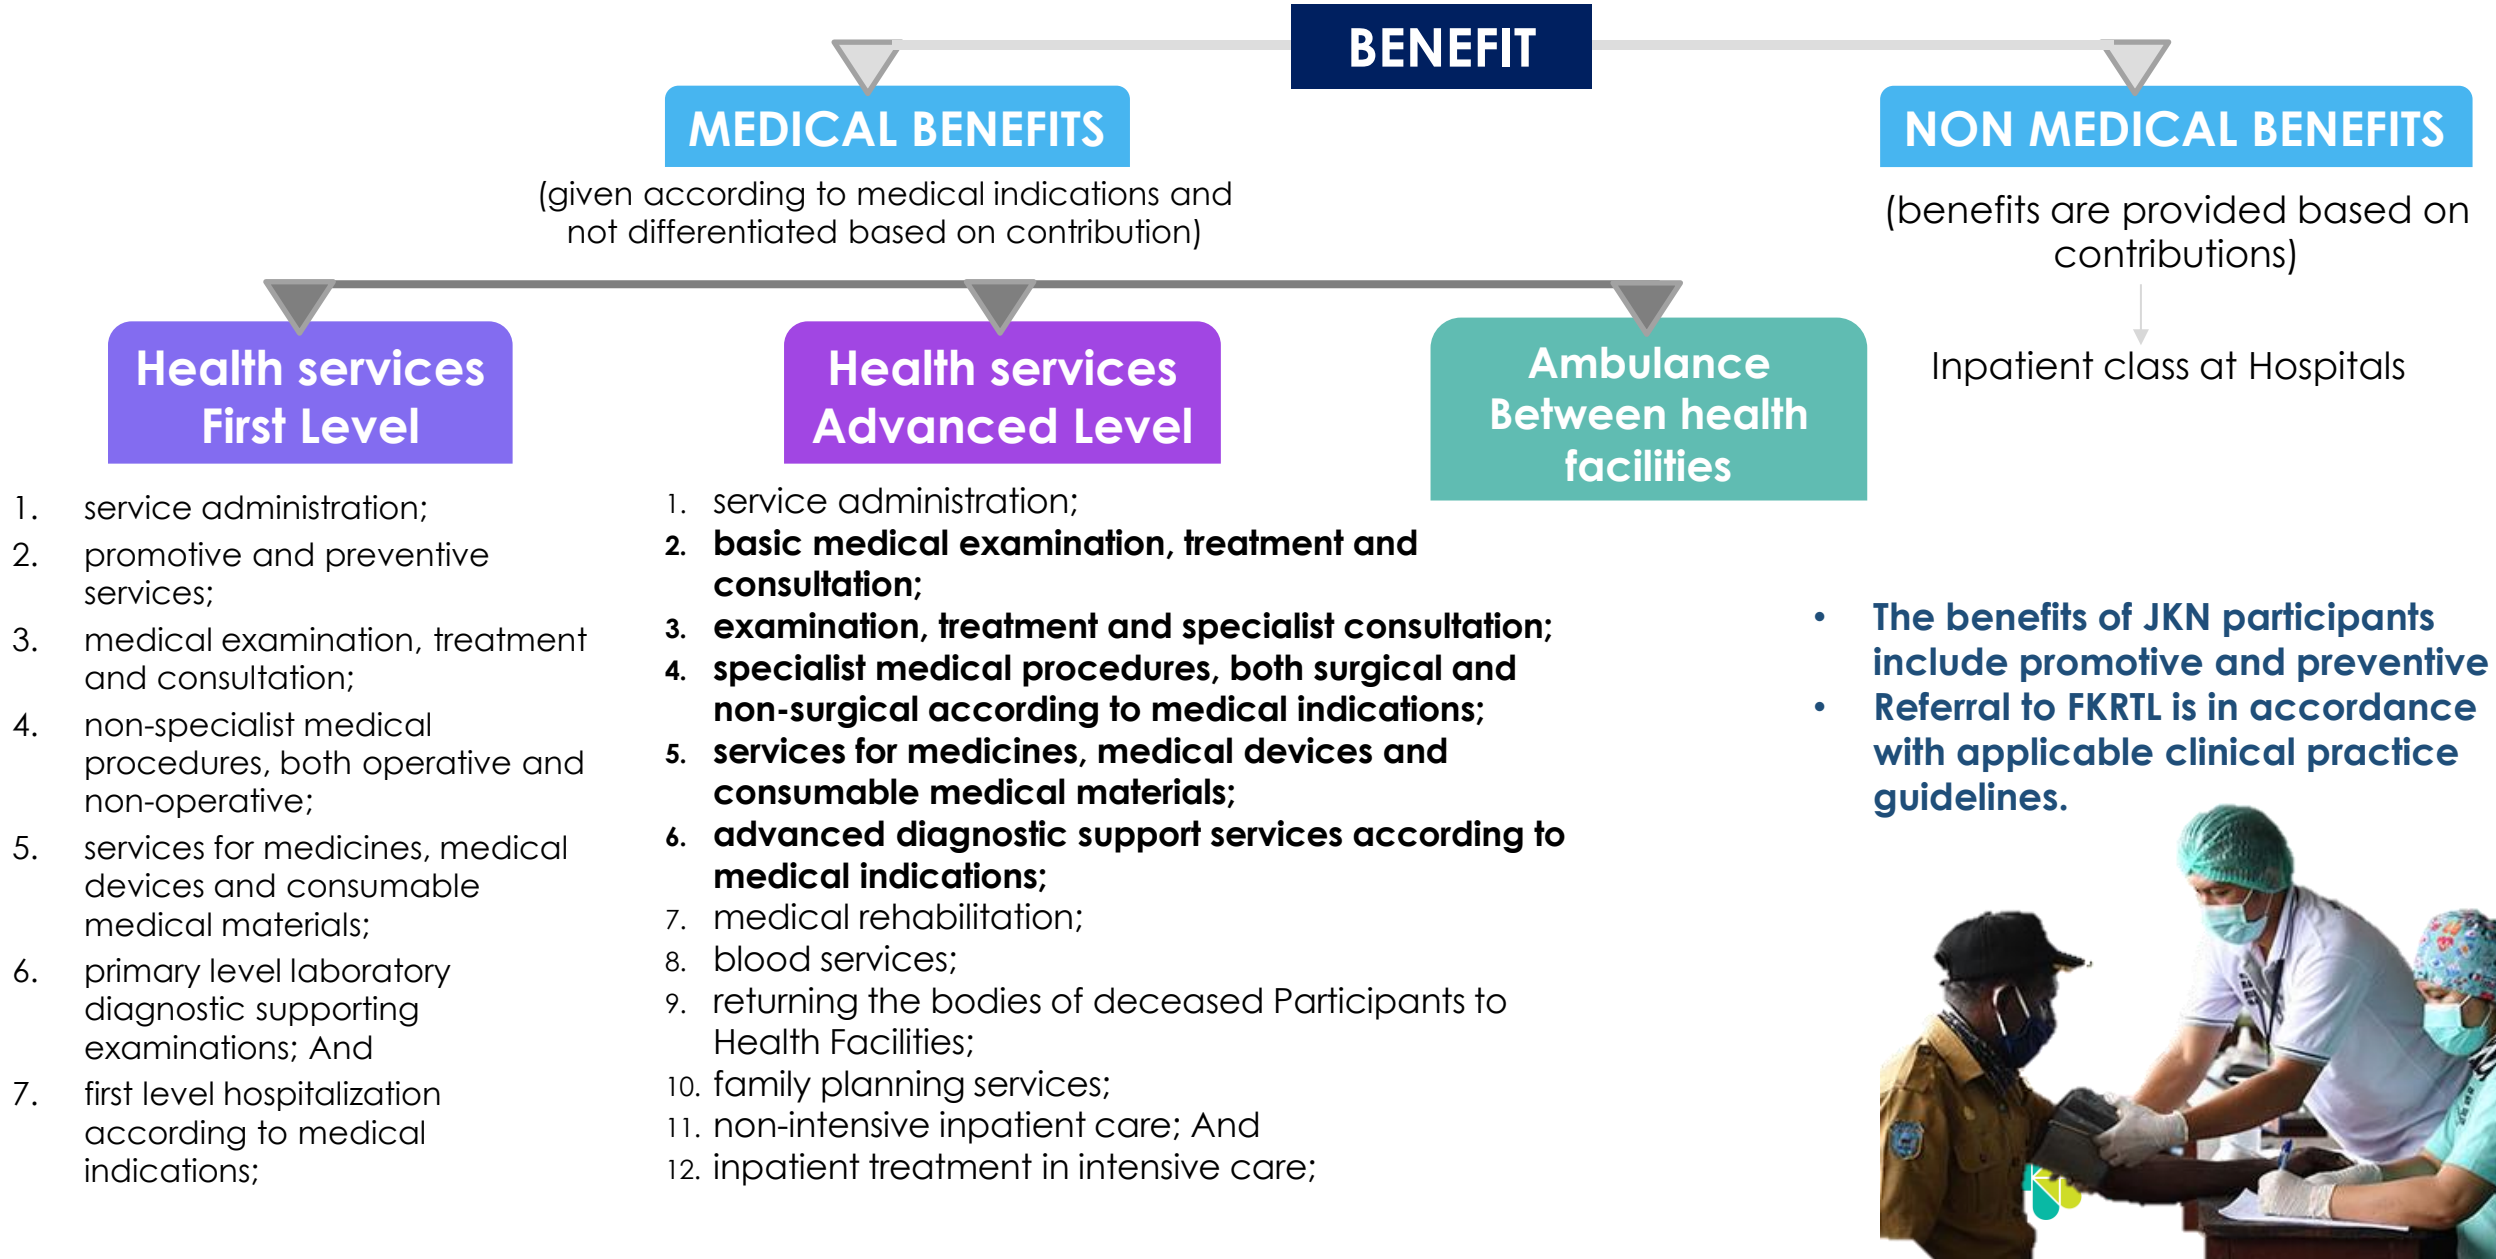 BENEFIT
MEDICAL BENEFITS
(given according to medical indications and
not differentiated based on contribution)
NON MEDICAL BENEFITS
(benefits are provided based on
contributions)
Inpatient class at Hospitals
Health services
First Level
1. service administration;
2. promotive and preventive
services;
3. medical examination, treatment
and consultation;
4. non-specialist medical
procedures, both operative and
non-operative;
5. services for medicines, medical
devices and consumable
medical materials;
6. primary level laboratory
diagnostic supporting
examinations; And
7. first level hospitalization
according to medical
indications;
Health services
Advanced Level
1. service administration;
2. basic medical examination, treatment and
consultation;
3. examination, treatment and specialist consultation;
4. specialist medical procedures, both surgical and
non-surgical according to medical indications;
5. services for medicines, medical devices and
consumable medical materials;
6. advanced diagnostic support services according to
medical indications;
7. medical rehabilitation;
8. blood services;
9. returning the bodies of deceased Participants to
Health Facilities;
10. family planning services;
11. non-intensive inpatient care; And
12. inpatient treatment in intensive care;
Ambulance
Between health
facilities
• The benefits of JKN participants
include promotive and preventive
• Referral to FKRTL is in accordance
with applicable clinical practice
guidelines.